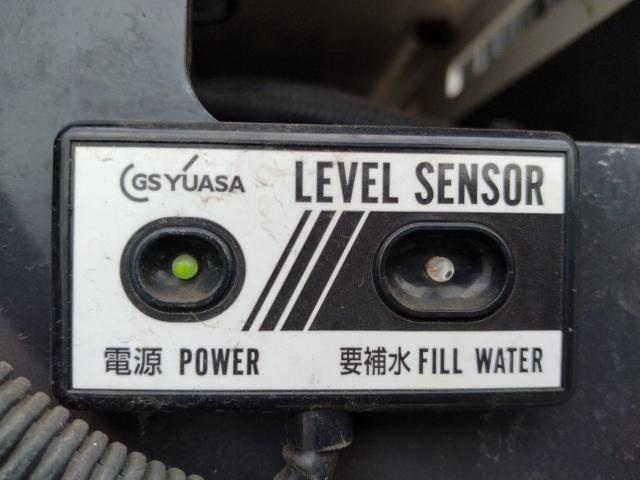 GS YUASA LEVEL SENSOR
電源 POWER 要補水 FILL WATER